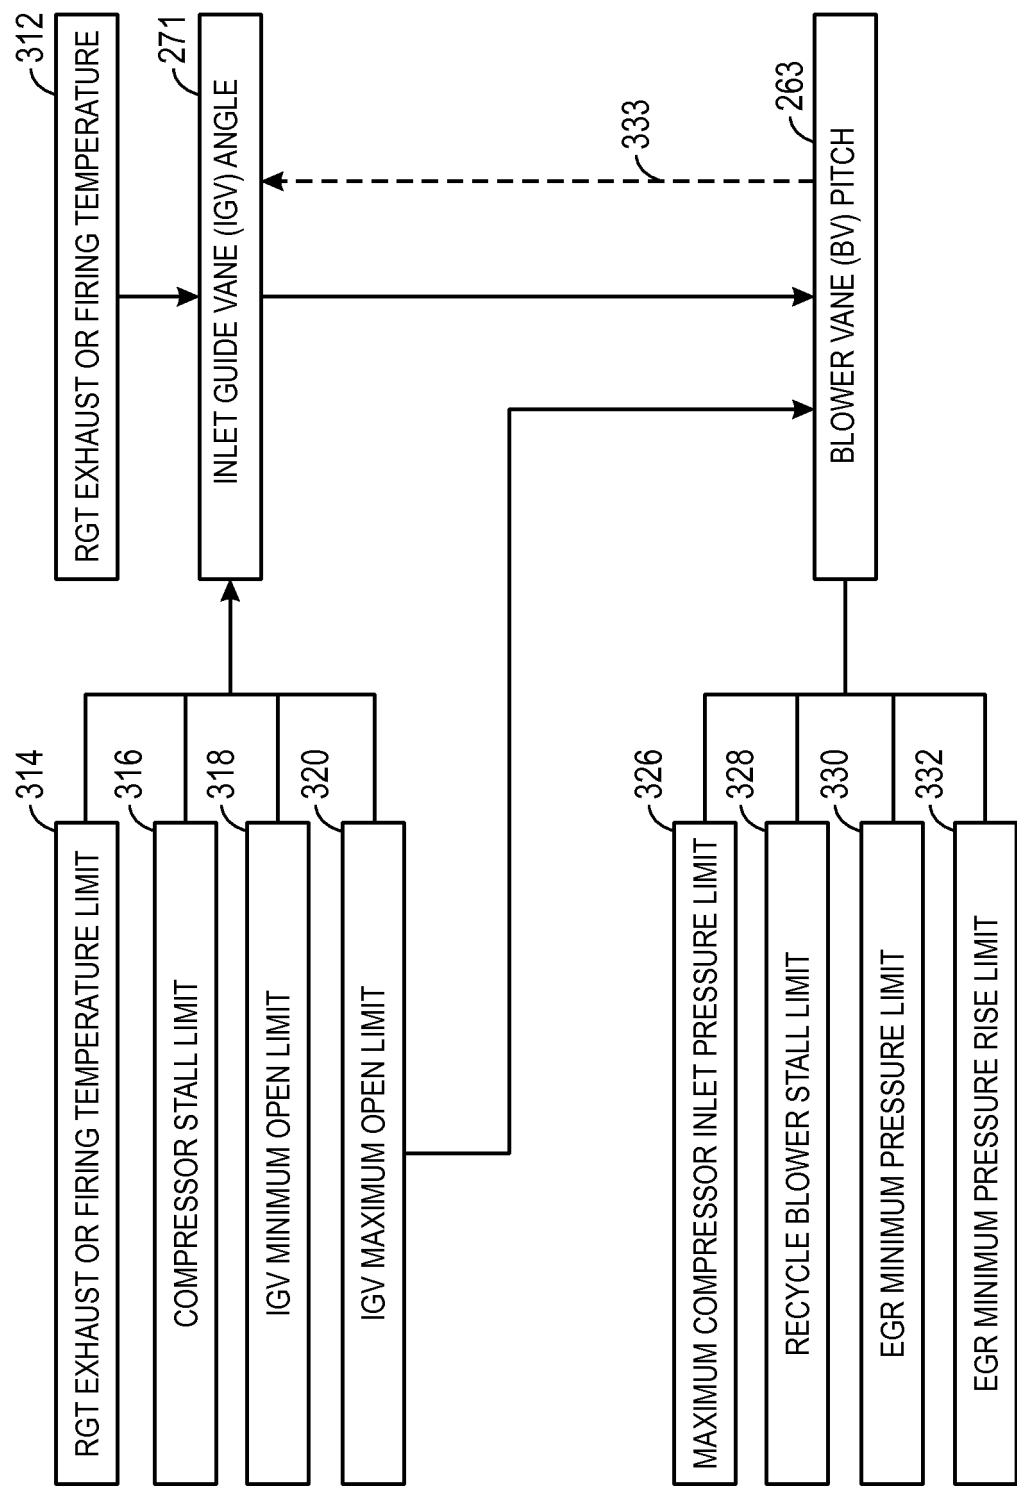 312
RGT EXHAUST OR FIRING TEMPERATURE
271
INLET GUIDE VANE (IGV) ANGLE
333
263
BLOWER VANE (BV) PITCH
314
RGT EXHAUST OR FIRING TEMPERATURE LIMIT
316
COMPRESSOR STALL LIMIT
318
IGV MINIMUM OPEN LIMIT
320
IGV MAXIMUM OPEN LIMIT
326
MAXIMUM COMPRESSOR INLET PRESSURE LIMIT
328
RECYCLE BLOWER STALL LIMIT
330
EGR MINIMUM PRESSURE LIMIT
332
EGR MINIMUM PRESSURE RISE LIMIT